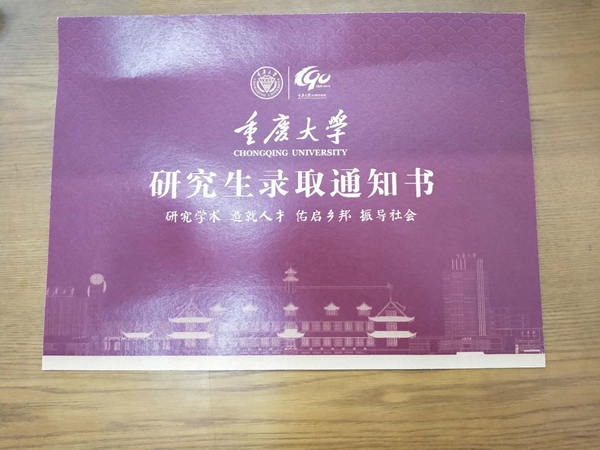 重庆大学
CHONGQING UNIVERSITY
研究生录取通知书
研究学术 造就人才 佑启乡邦 振导社会